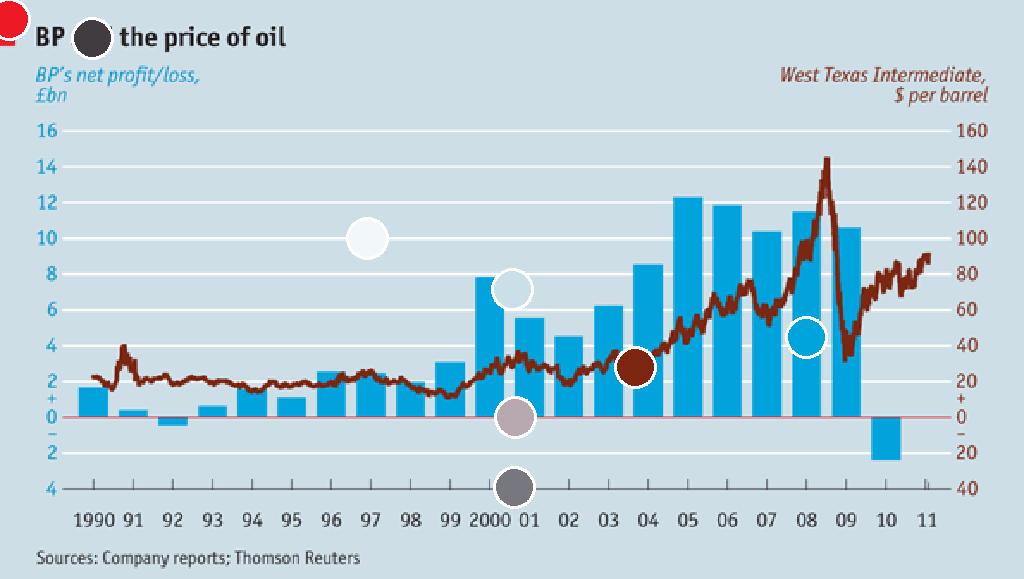 BP the price of oil
BP's net profit/loss,
£bn
West Texas Intermediate,
$ per barrel
16 160
14 140
12 120
10 100
8 80
6 60
4 40
2 20
+ +
0 0
– –
2 20
4 40
1990 91 92 93 94 95 96 97 98 99 2000 01 02 03 04 05 06 07 08 09 10 11
Sources: Company reports; Thomson Reuters